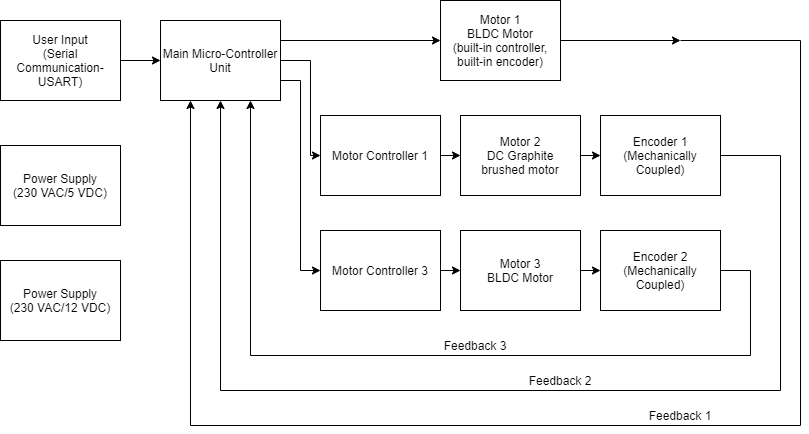 User Input
(Serial
Communication-
USART)
Main Micro-Controller
Unit
Motor 1
BLDC Motor
(built-in controller,
built-in encoder)
Power Supply
(230 VAC/5 VDC)
Motor Controller 1
Motor 2
DC Graphite
brushed motor
Encoder 1
(Mechanically
Coupled)
Power Supply
(230 VAC/12 VDC)
Motor Controller 3
Motor 3
BLDC Motor
Encoder 2
(Mechanically
Coupled)
Feedback 3
Feedback 2
Feedback 1